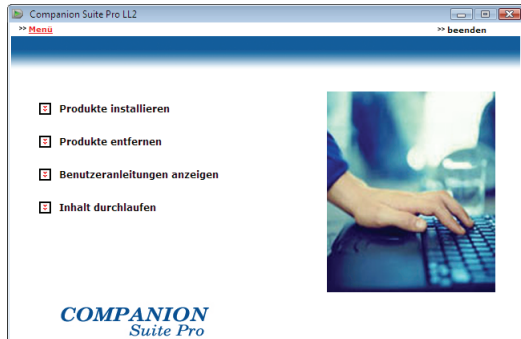 Companion Suite Pro LL2
>> Menü >> beenden
Produkte installieren
Produkte entfernen
Benutzeranleitungen anzeigen
Inhalt durchlaufen
COMPANION
Suite Pro